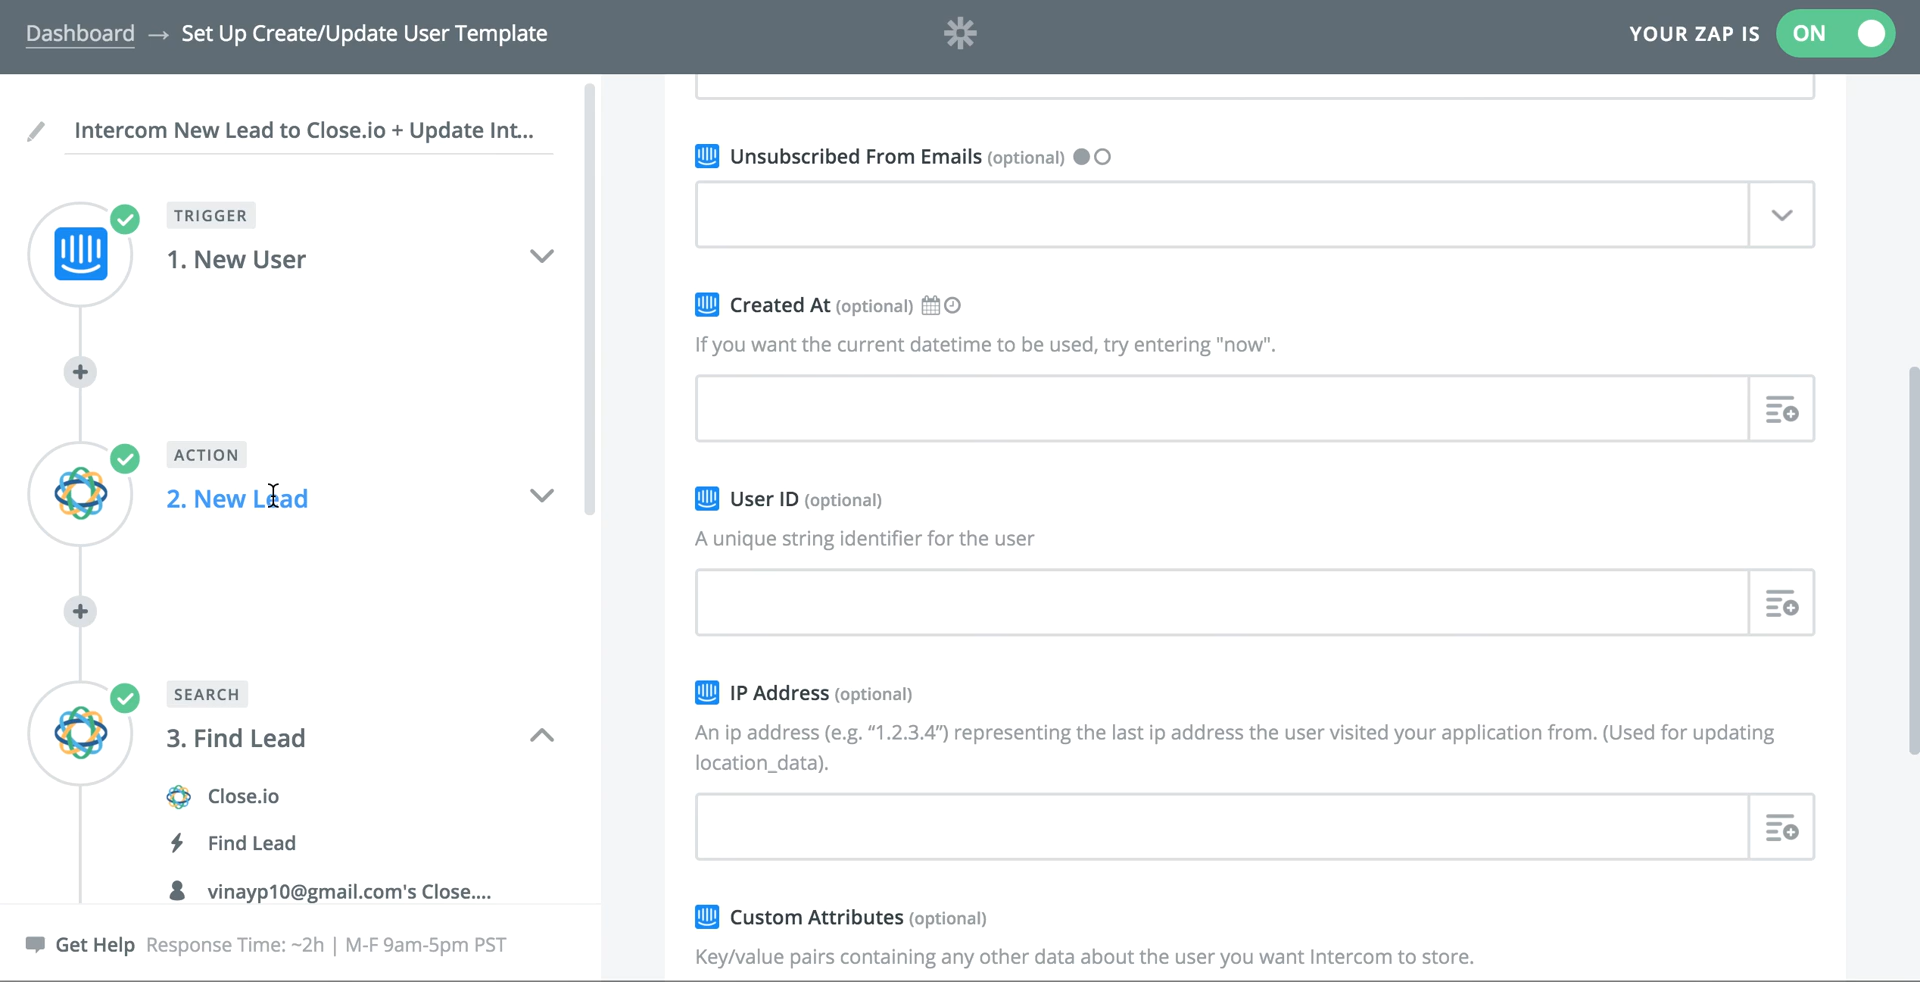 Dashboard → Set Up Create/Update User Template
YOUR ZAP IS ON
Intercom New Lead to Close.io + Update Int...
TRIGGER
1. New User
ACTION
2. New Lead
SEARCH
3. Find Lead
Close.io
Find Lead
vinayp10@gmail.com's Close....
Get Help Response Time: ~2h | M-F 9am-5pm PST
Unsubscribed From Emails (optional)
Created At (optional)
If you want the current datetime to be used, try entering "now".
User ID (optional)
A unique string identifier for the user
IP Address (optional)
An ip address (e.g. “1.2.3.4”) representing the last ip address the user visited your application from. (Used for updating
location_data).
Custom Attributes (optional)
Key/value pairs containing any other data about the user you want Intercom to store.